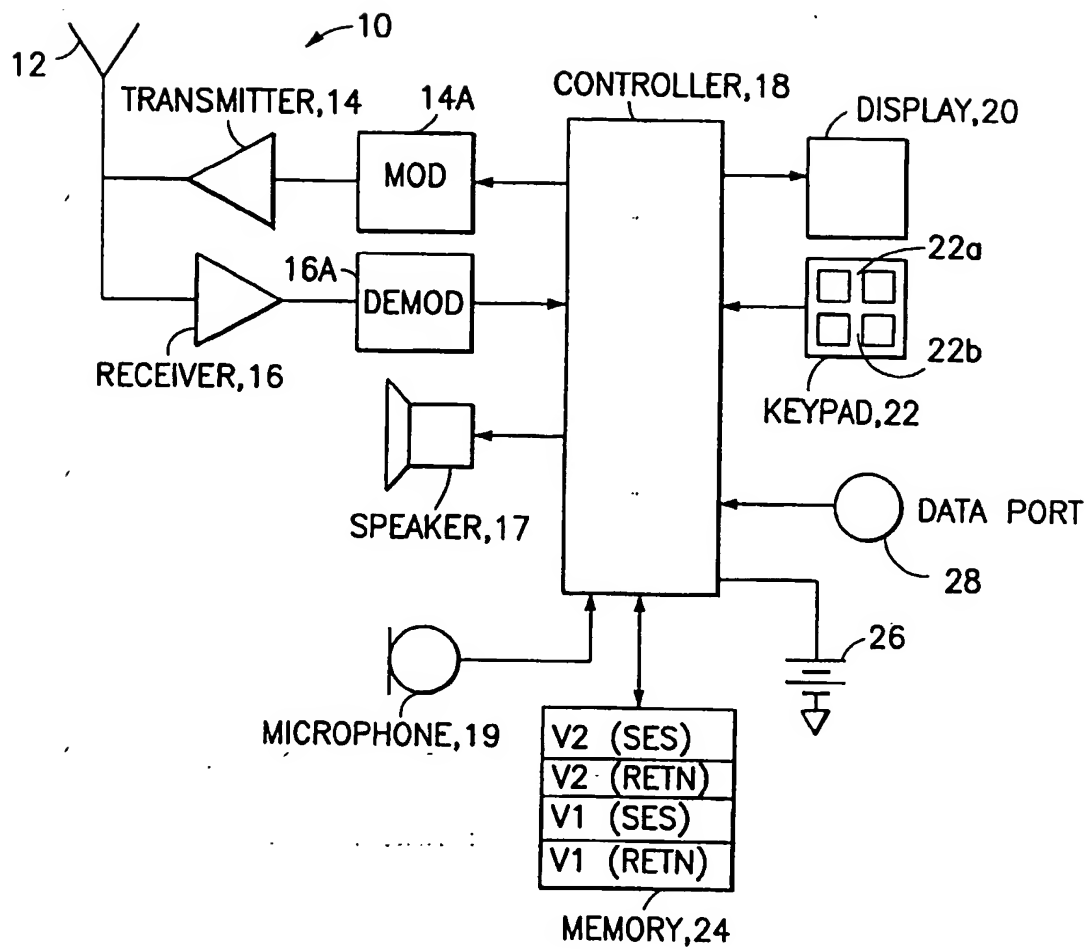 10
12
TRANSMITTER,14
14A
MOD
CONTROLLER,18
DISPLAY,20
16A
DEMOD
22a
22b
RECEIVER,16
KEYPAD,22
SPEAKER,17
DATA PORT
28
26
MICROPHONE,19
V2 (SES)
V2 (RETN)
V1 (SES)
V1 (RETN)
MEMORY,24